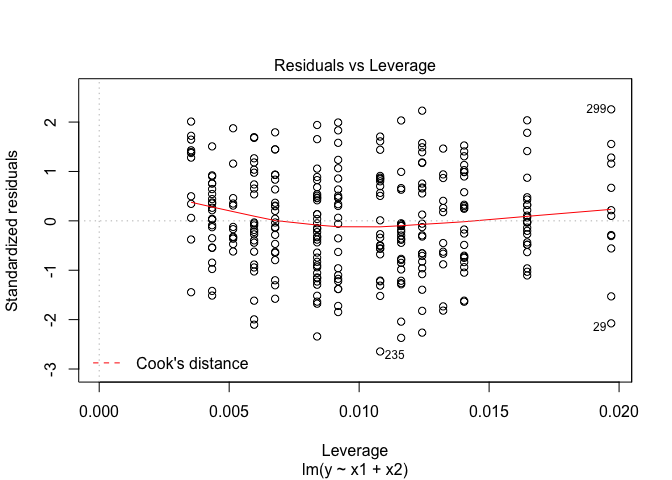 Residuals vs Leverage
Standardized residuals
2
1
0
-1
-2
-3
299
29
235
Cook's distance
0.000 0.005 0.010 0.015 0.020
Leverage
lm(y ~ x1 + x2)